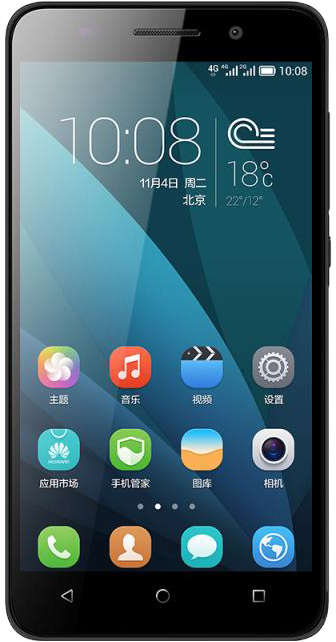 4G 4G 2G 10:08
10:08
18°c
11月4日 周二
北京
22°/12°
主题 音乐 视频 设置
HUAWEI
应用市场 手机管家 图库 相机